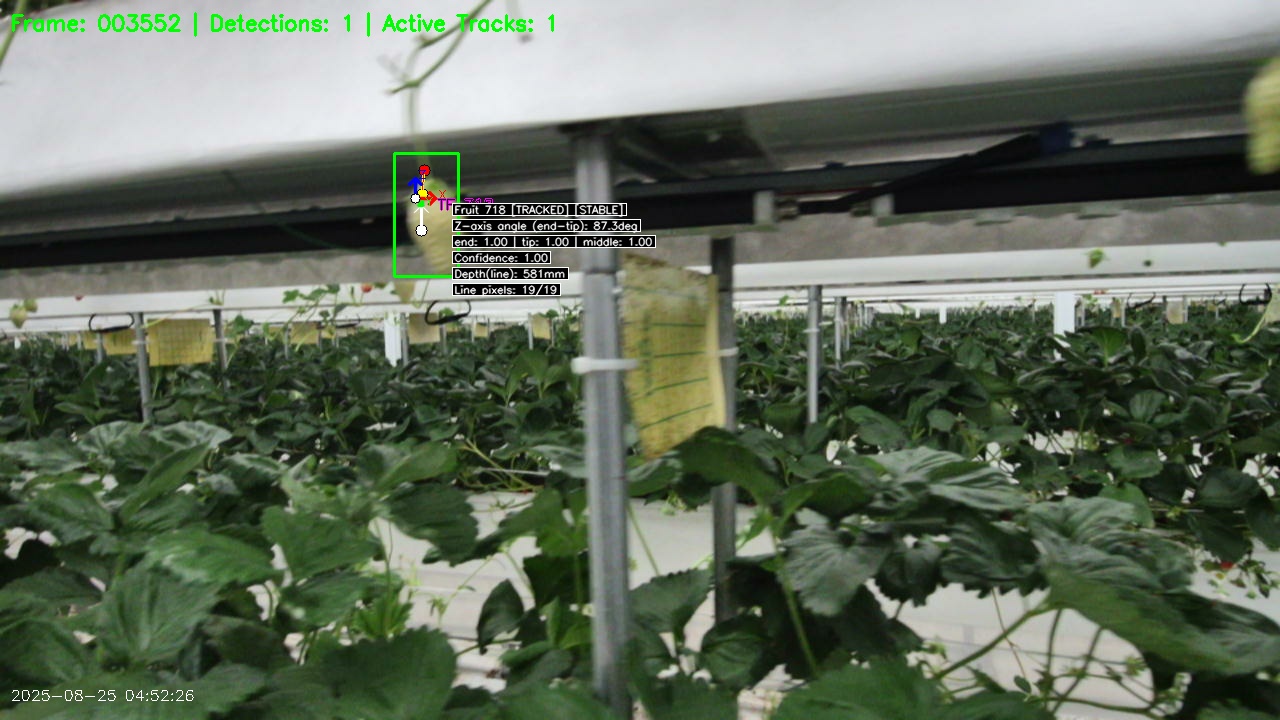 Frame: 003552 | Detections: 1 | Active Tracks: 1
Fruit 718 [TRACKED] [STABLE]
Z-axis angle (end-tip): 87.3deg
end: 1.00 | tip: 1.00 | middle: 1.00
Confidence: 1.00
Depth(line): 581mm
Line pixels: 19/19
2025-08-25 04:52:26